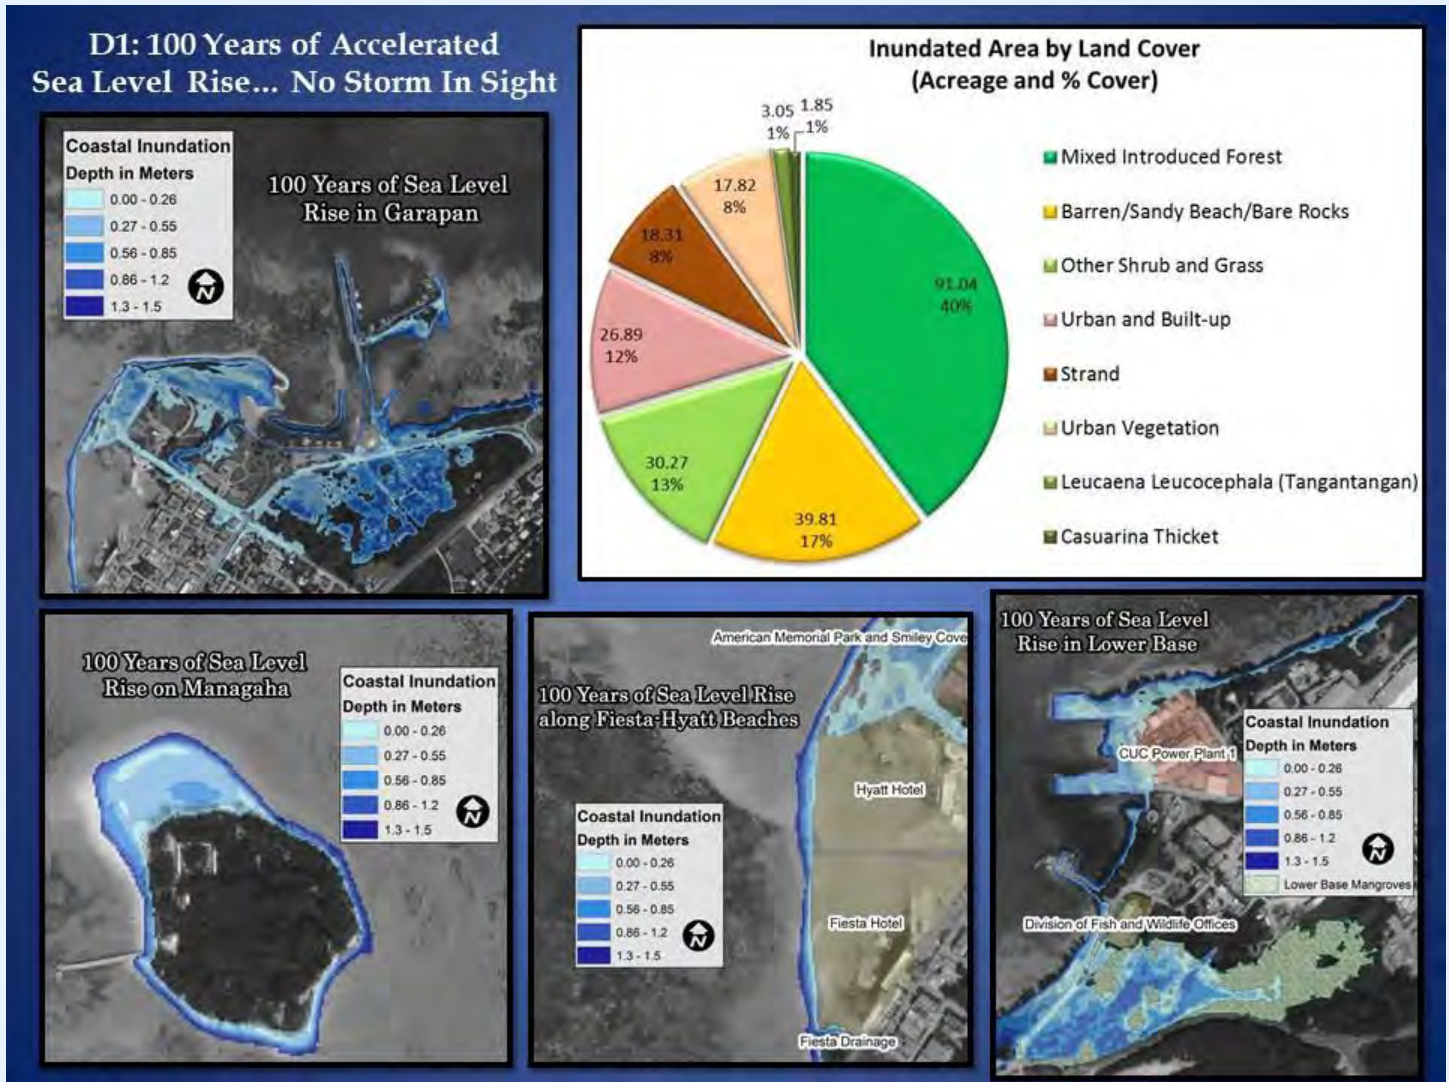 D1: 100 Years of Accelerated
Sea Level Rise... No Storm In Sight
Coastal Inundation
Depth in Meters
0.00 - 0.26
0.27 - 0.55
0.56 - 0.85
0.86 - 1.2
1.3 - 1.5
N
100 Years of Sea Level
Rise in Garapan
Inundated Area by Land Cover
(Acreage and % Cover)
3.05
1%
1.85
1%
17.82
8%
18.31
8%
26.89
12%
30.27
13%
39.81
17%
91.04
40%
Mixed Introduced Forest
Barren/Sandy Beach/Bare Rocks
Other Shrub and Grass
Urban and Built-up
Strand
Urban Vegetation
Leucaena Leucocephala (Tangantangan)
Casuarina Thicket
100 Years of Sea Level
Rise on Managaha
Coastal Inundation
Depth in Meters
0.00 - 0.26
0.27 - 0.55
0.56 - 0.85
0.86 - 1.2
1.3 - 1.5
N
American Memorial Park and Smiley Cove
100 Years of Sea Level Rise
along Fiesta-Hyatt Beaches
Hyatt Hotel
Coastal Inundation
Depth in Meters
0.00 - 0.26
0.27 - 0.55
0.56 - 0.85
0.86 - 1.2
1.3 - 1.5
N
Fiesta Hotel
Fiesta Drainage
100 Years of Sea Level
Rise in Lower Base
CUC Power Plant 1
Coastal Inundation
Depth in Meters
0.00 - 0.26
0.27 - 0.55
0.56 - 0.85
0.86 - 1.2
1.3 - 1.5
N
Lower Base Mangroves
Division of Fish and Wildlife Offices